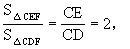 S△CEF/S△CDF = CE/CD = 2,